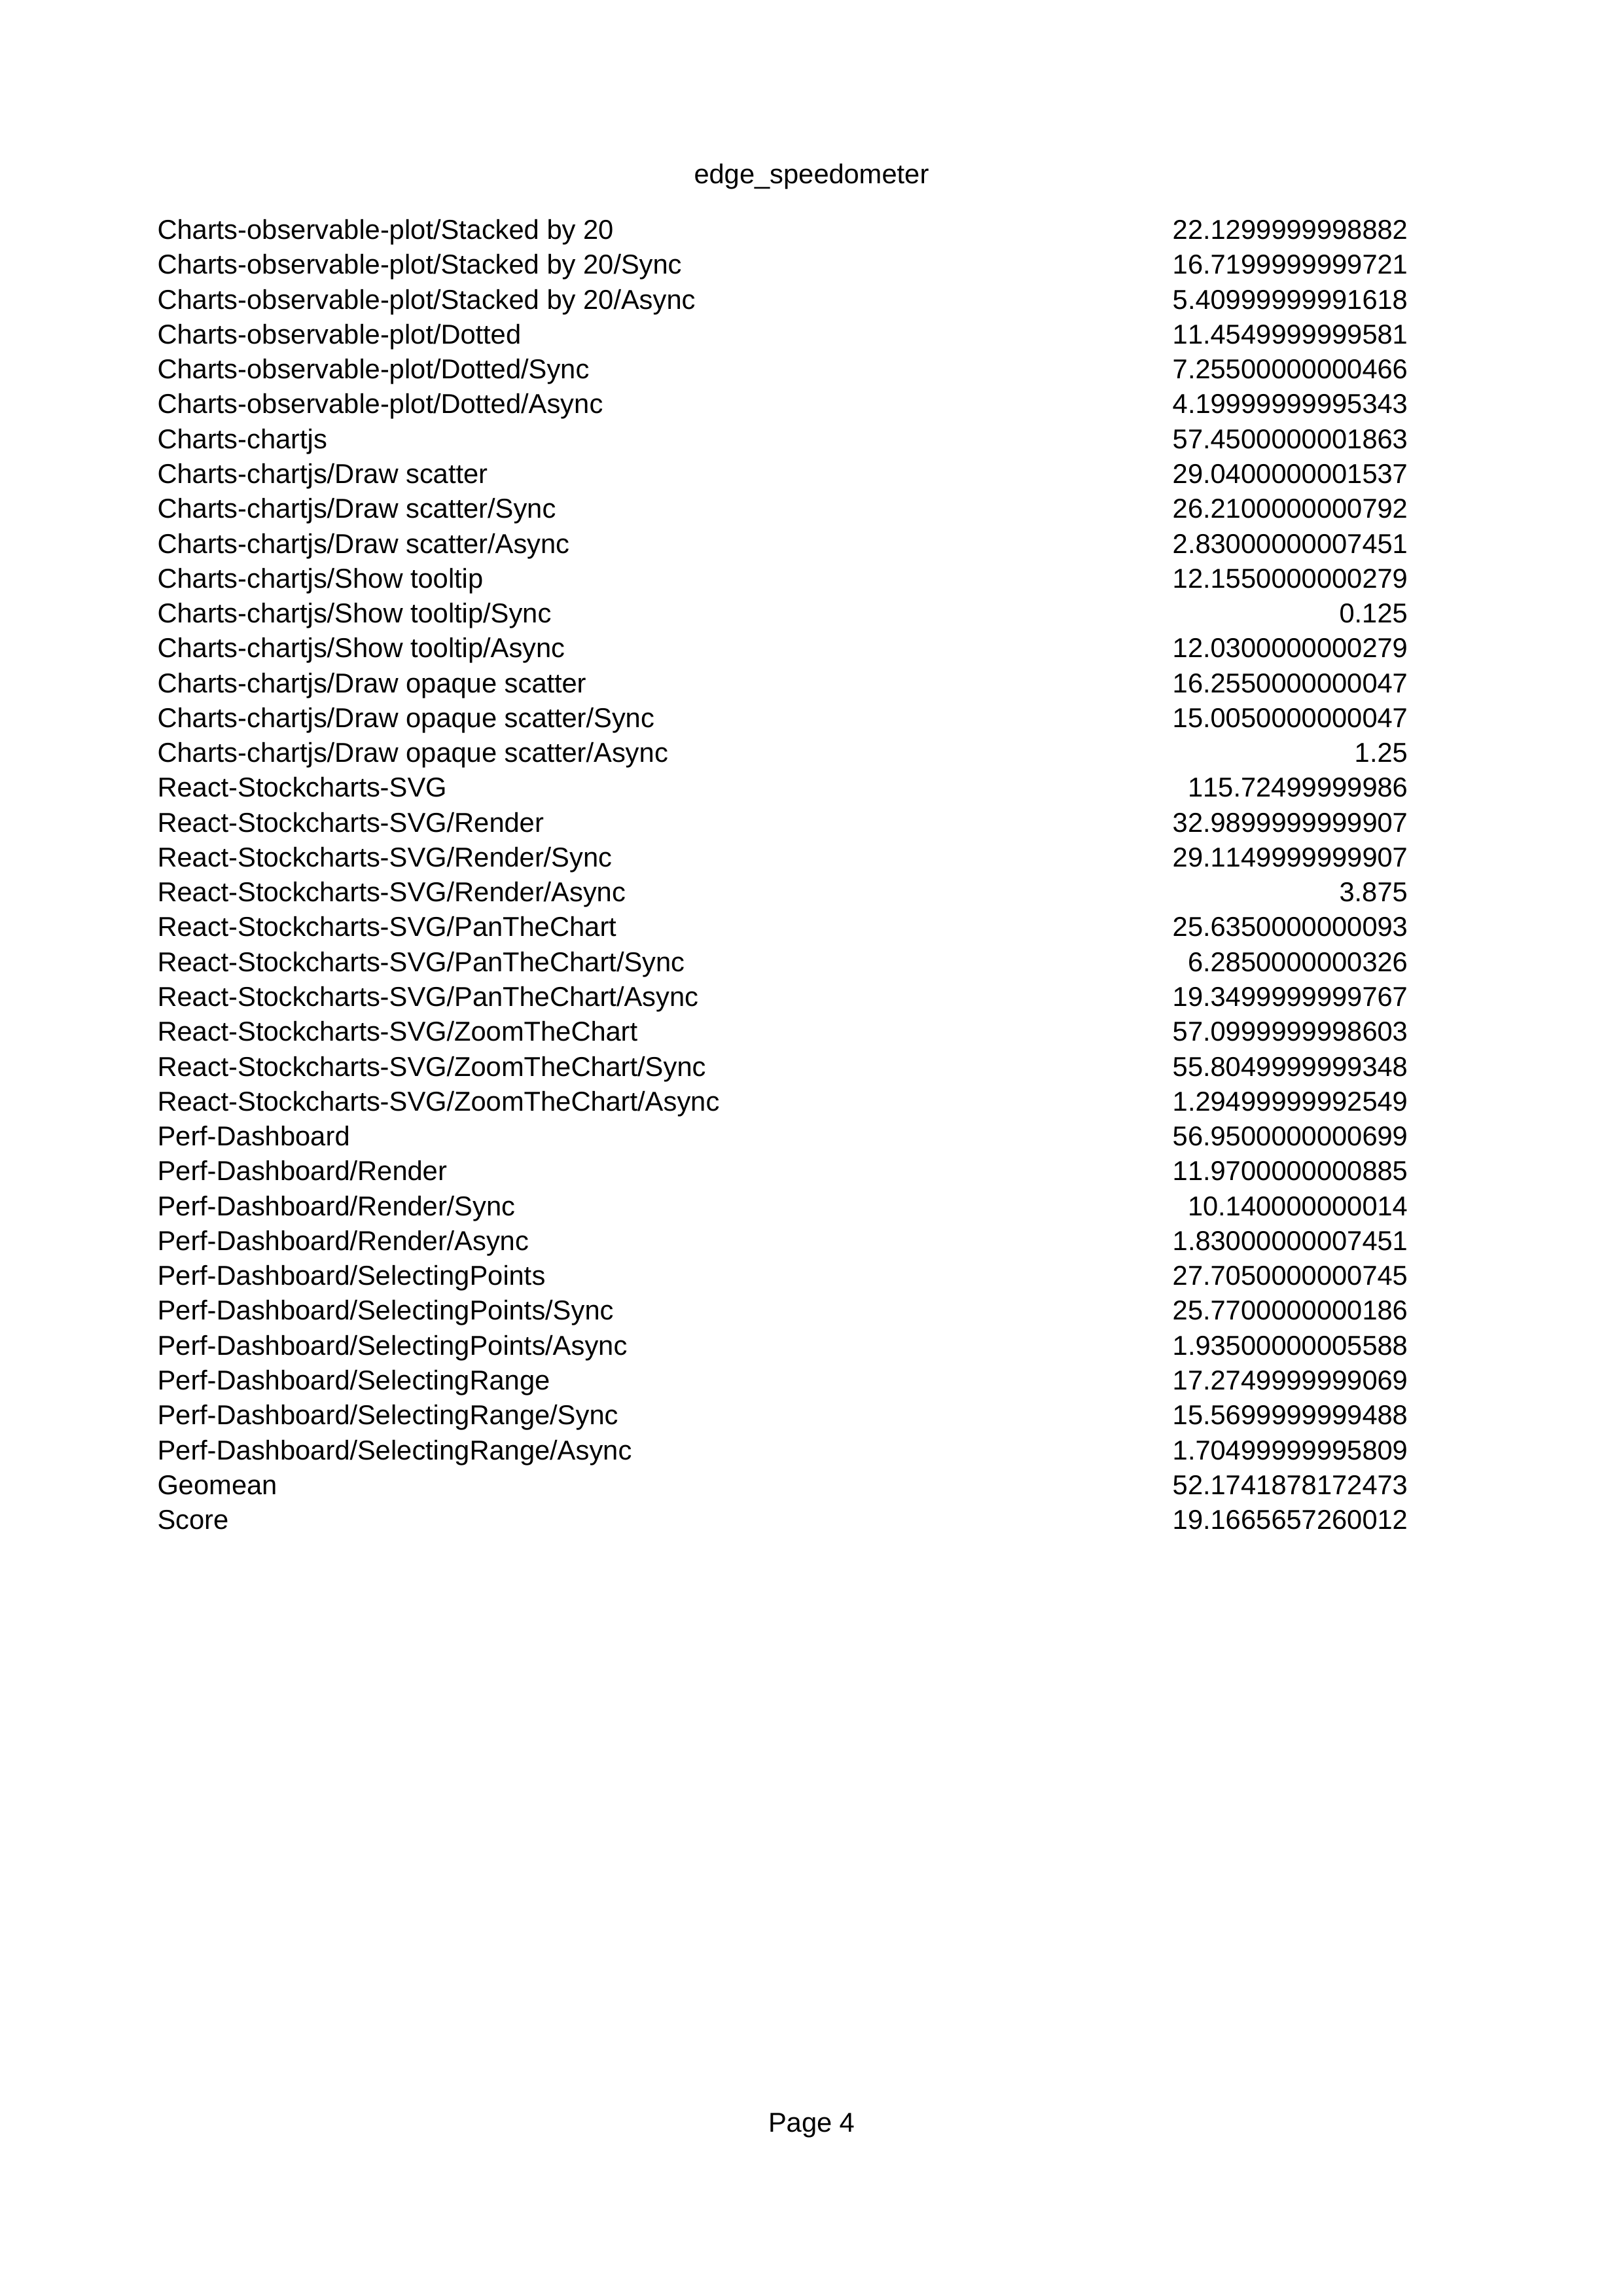 edge_speedometer
Charts-observable-plot/Stacked by 20 22.1299999998882
Charts-observable-plot/Stacked by 20/Sync 16.7199999999721
Charts-observable-plot/Stacked by 20/Async 5.40999999991618
Charts-observable-plot/Dotted 11.4549999999581
Charts-observable-plot/Dotted/Sync 7.25500000000466
Charts-observable-plot/Dotted/Async 4.19999999995343
Charts-chartjs 57.4500000001863
Charts-chartjs/Draw scatter 29.0400000001537
Charts-chartjs/Draw scatter/Sync 26.2100000000792
Charts-chartjs/Draw scatter/Async 2.83000000007451
Charts-chartjs/Show tooltip 12.1550000000279
Charts-chartjs/Show tooltip/Sync 0.125
Charts-chartjs/Show tooltip/Async 12.0300000000279
Charts-chartjs/Draw opaque scatter 16.2550000000047
Charts-chartjs/Draw opaque scatter/Sync 15.0050000000047
Charts-chartjs/Draw opaque scatter/Async 1.25
React-Stockcharts-SVG 115.72499999986
React-Stockcharts-SVG/Render 32.9899999999907
React-Stockcharts-SVG/Render/Sync 29.1149999999907
React-Stockcharts-SVG/Render/Async 3.875
React-Stockcharts-SVG/PanTheChart 25.6350000000093
React-Stockcharts-SVG/PanTheChart/Sync 6.2850000000326
React-Stockcharts-SVG/PanTheChart/Async 19.3499999999767
React-Stockcharts-SVG/ZoomTheChart 57.0999999998603
React-Stockcharts-SVG/ZoomTheChart/Sync 55.8049999999348
React-Stockcharts-SVG/ZoomTheChart/Async 1.29499999992549
Perf-Dashboard 56.9500000000699
Perf-Dashboard/Render 11.9700000000885
Perf-Dashboard/Render/Sync 10.140000000014
Perf-Dashboard/Render/Async 1.83000000007451
Perf-Dashboard/SelectingPoints 27.7050000000745
Perf-Dashboard/SelectingPoints/Sync 25.7700000000186
Perf-Dashboard/SelectingPoints/Async 1.93500000005588
Perf-Dashboard/SelectingRange 17.2749999999069
Perf-Dashboard/SelectingRange/Sync 15.5699999999488
Perf-Dashboard/SelectingRange/Async 1.70499999995809
Geomean 52.1741878172473
Score 19.1665657260012
Page 4